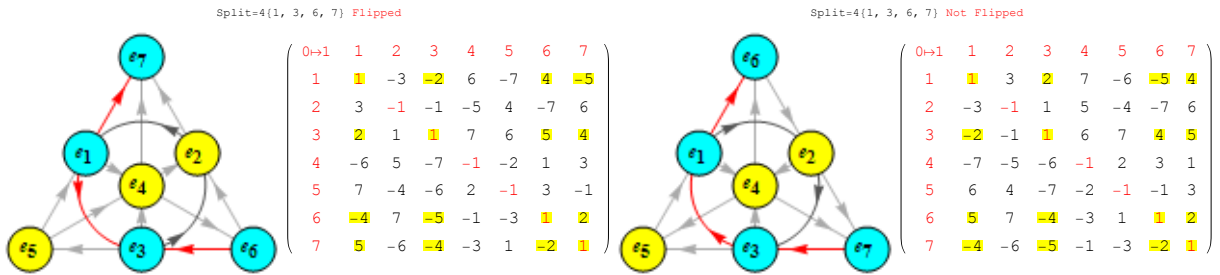 Split=4{1, 3, 6, 7} Flipped
e7
e1
e2
e4
e5
e3
e6
0↦1 1 2 3 4 5 6 7
1 1 -3 -2 6 -7 4 -5
2 3 -1 -1 -5 4 -7 6
3 2 1 1 7 6 5 4
4 -6 5 -7 -1 -2 1 3
5 7 -4 -6 2 -1 3 -1
6 -4 7 -5 -1 -3 1 2
7 5 -6 -4 -3 1 -2 1
Split=4{1, 3, 6, 7} Not Flipped
e6
e1
e2
e4
e5
e3
e7
0↦1 1 2 3 4 5 6 7
1 1 3 2 7 -6 -5 4
2 -3 -1 1 5 -4 -7 6
3 -2 -1 1 6 7 4 5
4 -7 -5 -6 -1 2 3 1
5 6 4 -7 -2 -1 -1 3
6 5 7 -4 -3 1 1 2
7 -4 -6 -5 -1 -3 -2 1